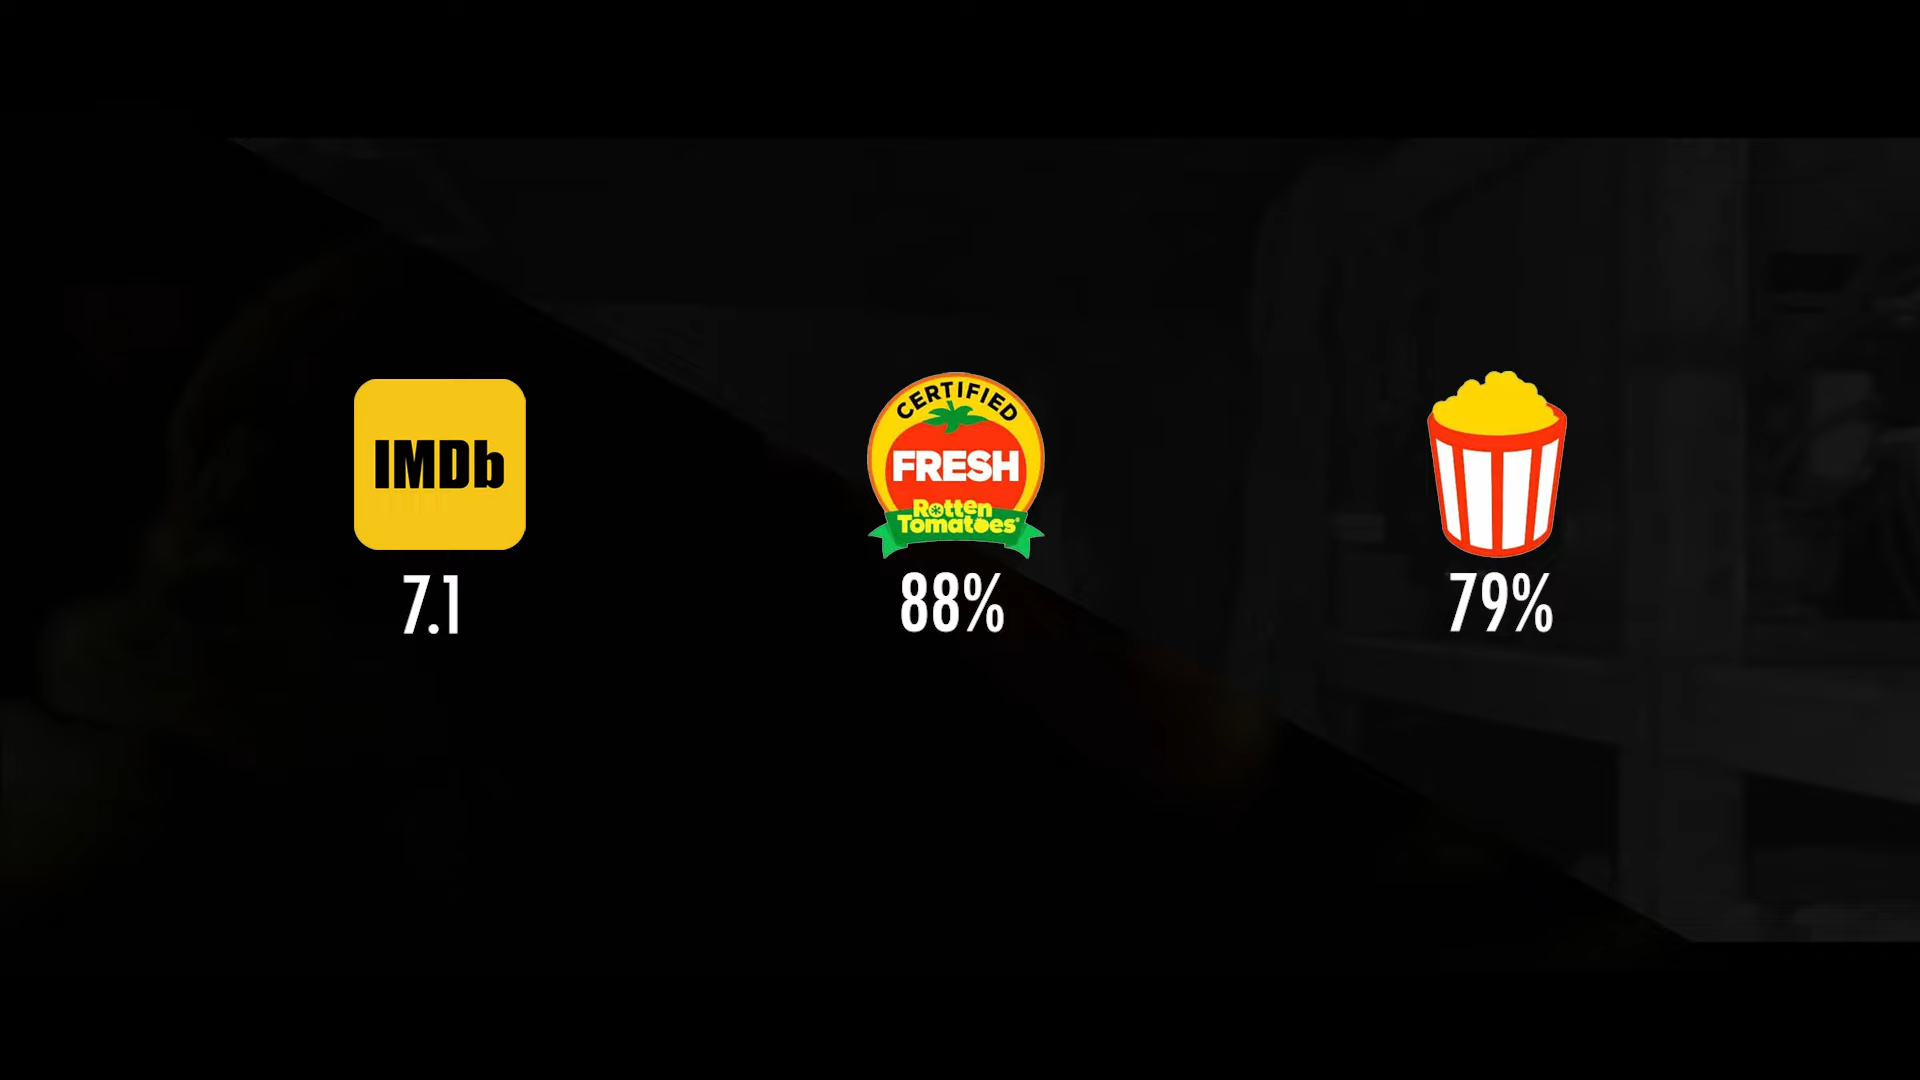 IMDb
7.1
CERTIFIED
FRESH
Rotten
Tomatoes®
88%
79%